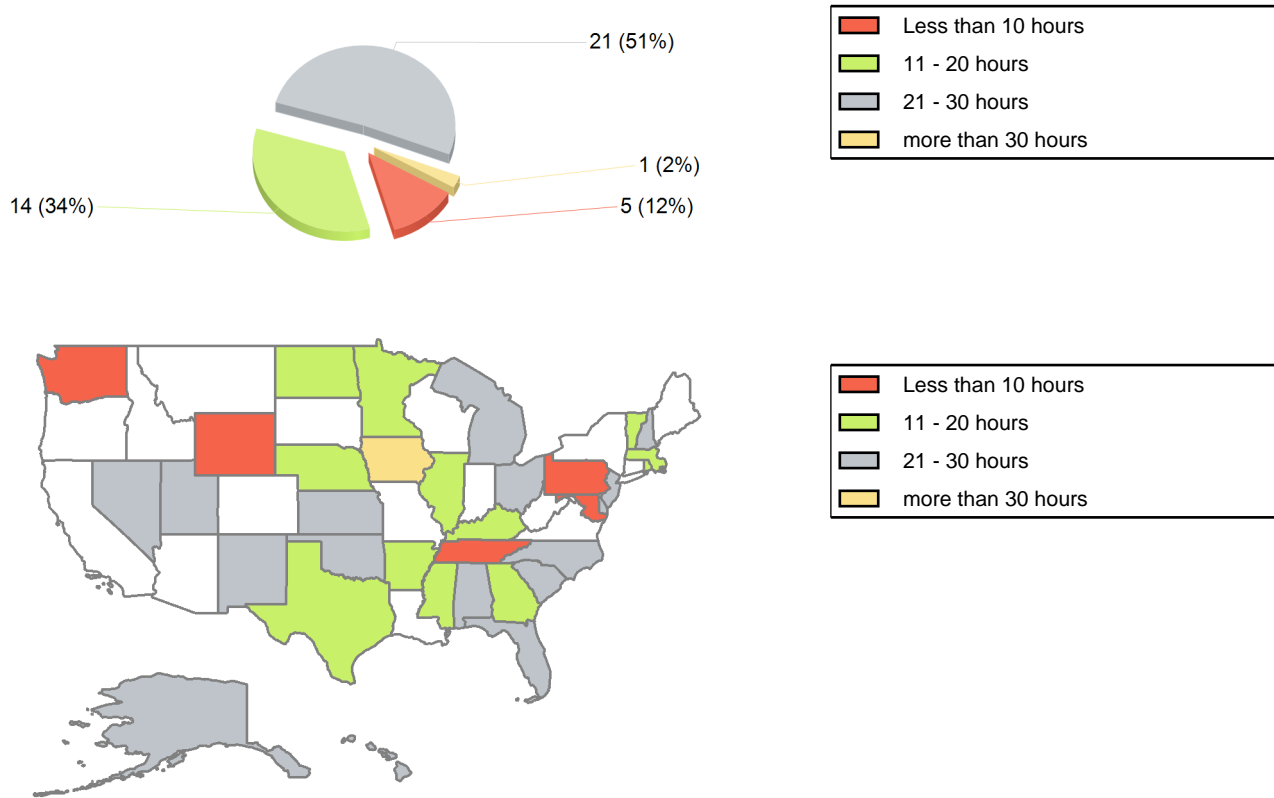 21 (51%)
1 (2%)
14 (34%)
5 (12%)
Less than 10 hours
11 - 20 hours
21 - 30 hours
more than 30 hours
Less than 10 hours
11 - 20 hours
21 - 30 hours
more than 30 hours